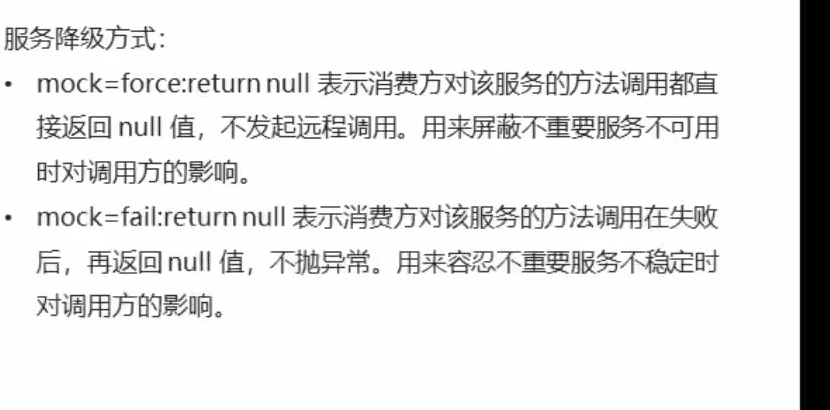 服务降级方式：
• mock=force:return null 表示消费方对该服务的方法调用都直
接返回 null 值，不发起远程调用。用来屏蔽不重要服务不可用
时对调用方的影响。
• mock=fail:return null 表示消费方对该服务的方法调用在失败
后，再返回 null 值，不抛异常。用来容忍不重要服务不稳定时
对调用方的影响。